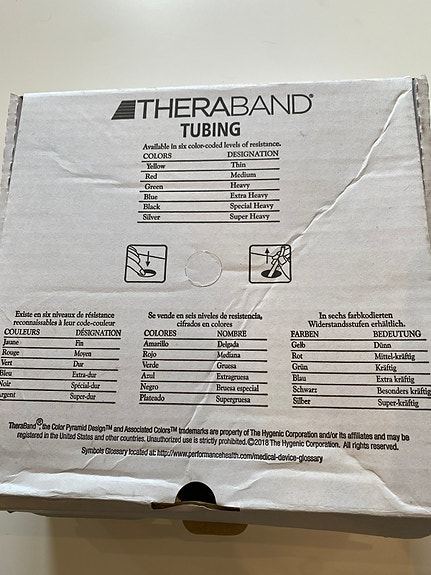 THERABAND®
TUBING
Available in six color-coded levels of resistance.
COLORS DESIGNATION
Yellow Thin
Red Medium
Green Heavy
Blue Extra Heavy
Black Special Heavy
Silver Super Heavy
Existe en six niveaux de résistance
reconnaissables à leur code-couleur
COULEURS DÉSIGNATION
Jaune Fin
Rouge Moyen
Vert Dur
Bleu Extra-dur
Noir Spécial-dur
Argent Super-dur
Se vende en seis niveles de resistencia,
cifrados en colores
COLORES NOMBRE
Amarillo Delgada
Rojo Mediana
Verde Gruesa
Azul Extragruesa
Negro Bruesa especial
Plateado Supergruesa
In sechs farbkodierten
Widerstandsstufen erhältlich.
FARBEN BEDEUTUNG
Gelb Dünn
Rot Mittel-kräftig
Grün Kräftig
Blau Extra kräftig
Schwarz Besonders kräftig
Silber Super-kräftig
TheraBand®, the Color Pyramid Design™ and Associated Colors™ trademarks are property of The Hygenic Corporation and/or its affiliates and may be
registered in the United States and other countries. Unauthorized use is strictly prohibited.©2018 The Hygenic Corporation. All rights reserved.
Symbols Glossary located at: http://www.performancehealth.com/medical-device-glossary